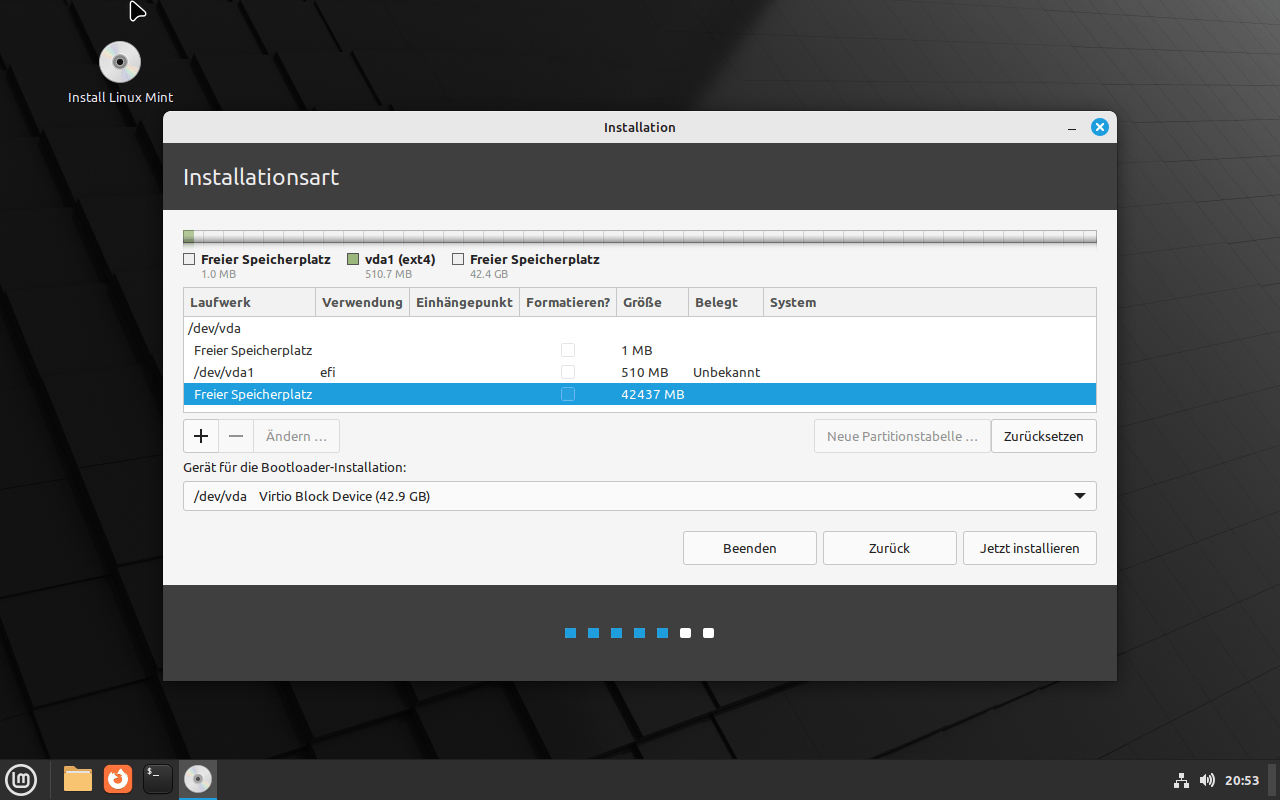 Install Linux Mint
Installation
Installationsart
Freier Speicherplatz vda1 (ext4) Freier Speicherplatz
1.0 MB 510.7 MB 42.4 GB
Laufwerk Verwendung Einhängepunkt Formatieren? Größe Belegt System
/dev/vda
Freier Speicherplatz 1 MB
/dev/vda1 efi 510 MB Unbekannt
Freier Speicherplatz 42437 MB
Ändern ... Neue Partitionstabelle ... Zurücksetzen
Gerät für die Bootloader-Installation:
/dev/vda Virtio Block Device (42.9 GB)
Beenden Zurück Jetzt installieren
lm $_ 20:53